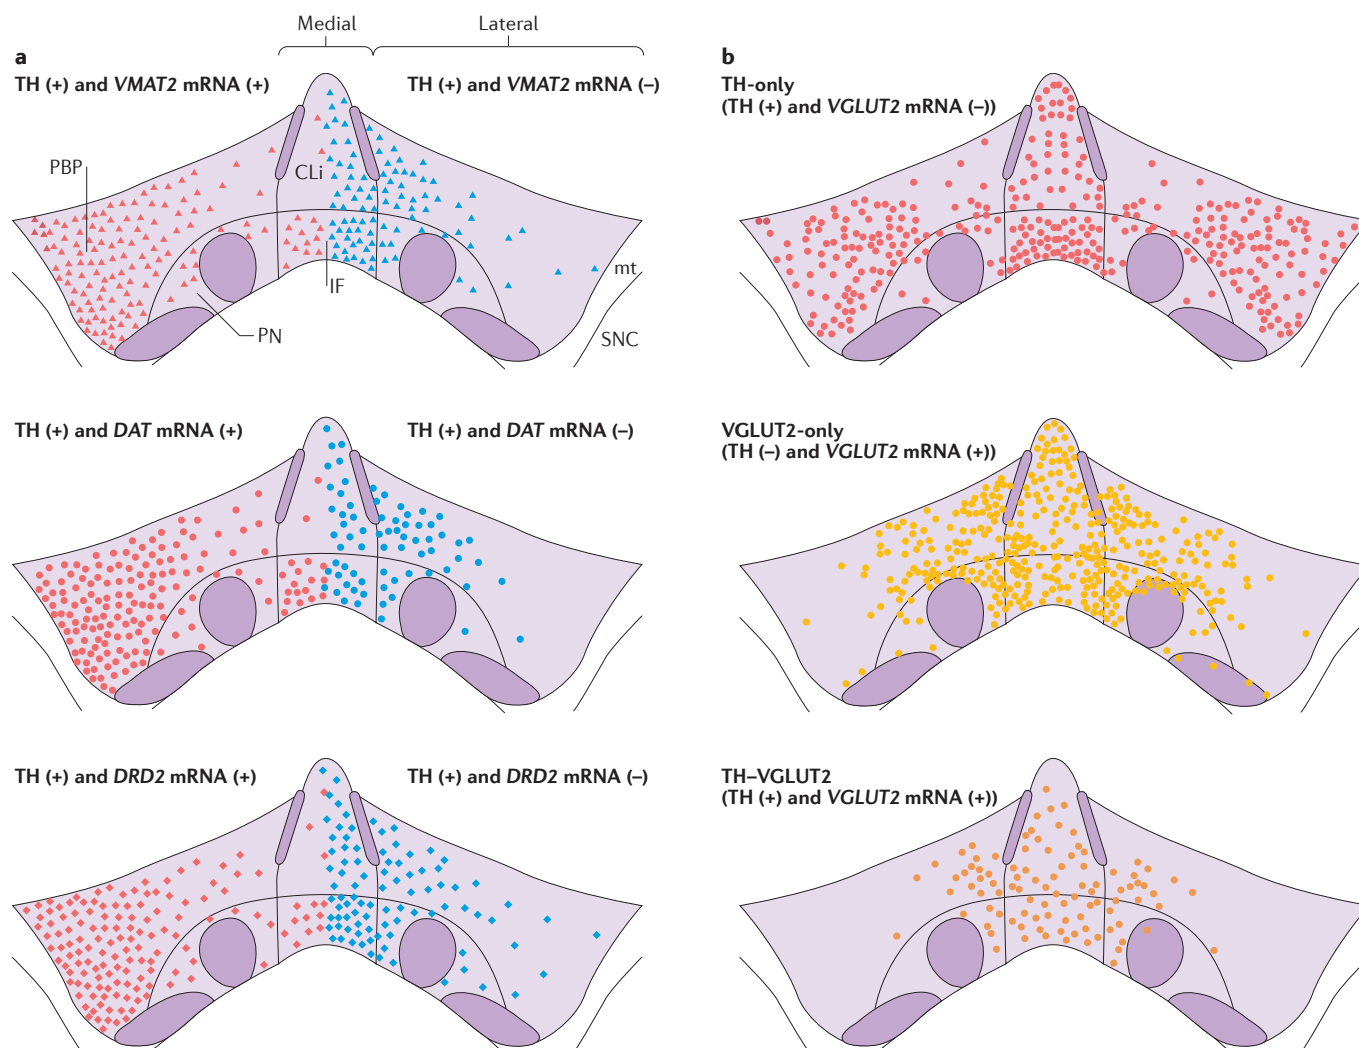 Medial
Lateral
a
TH (+) and VMAT2 mRNA (+)
TH (+) and VMAT2 mRNA (–)
PBP
CLi
IF
mt
PN
SNC
TH (+) and DAT mRNA (+)
TH (+) and DAT mRNA (–)
TH (+) and DRD2 mRNA (+)
TH (+) and DRD2 mRNA (–)
b
TH-only
(TH (+) and VGLUT2 mRNA (–))
VGLUT2-only
(TH (–) and VGLUT2 mRNA (+))
TH–VGLUT2
(TH (+) and VGLUT2 mRNA (+))